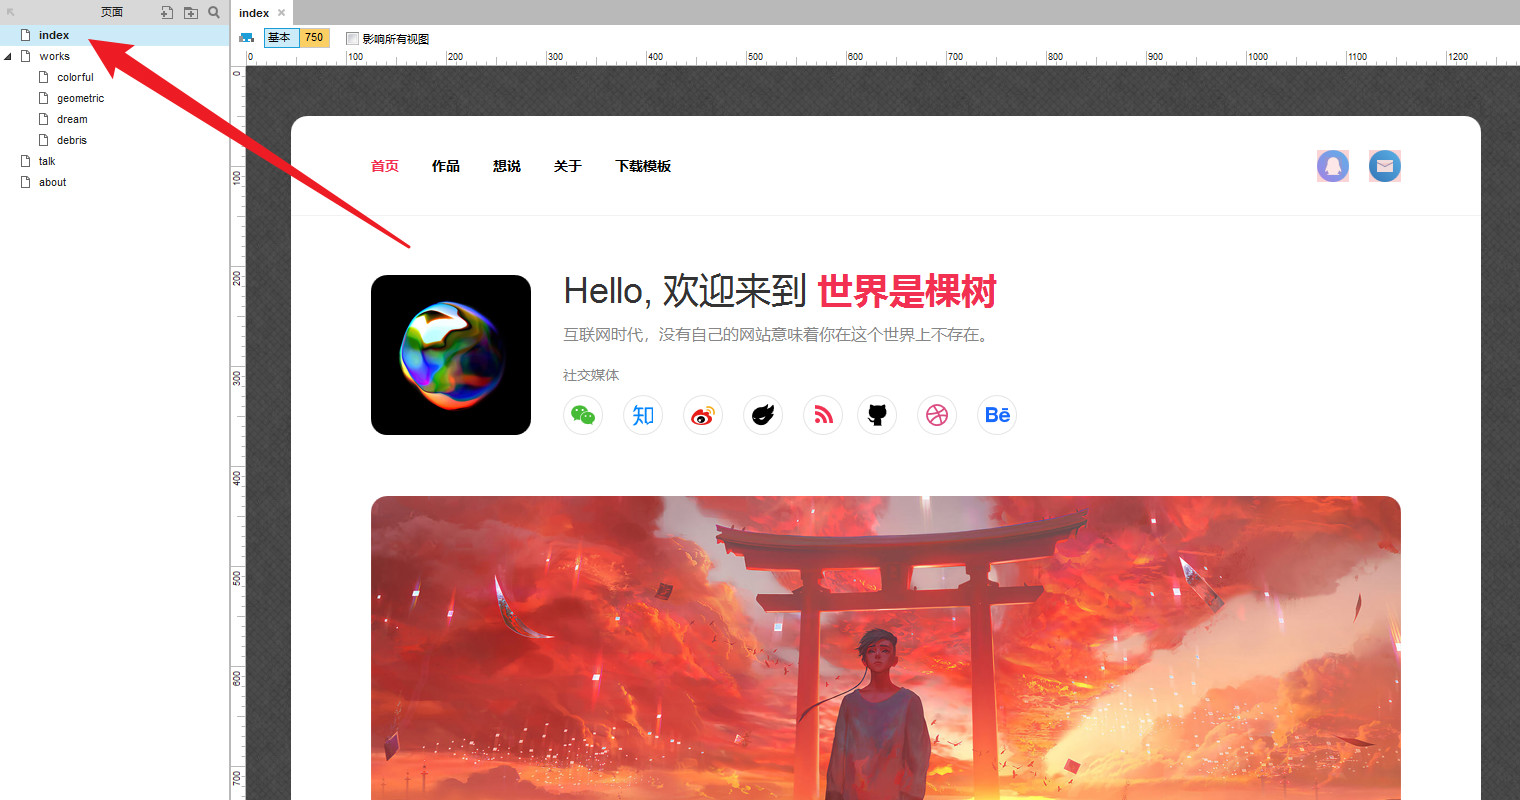 页面
index
works
colorful
geometric
dream
debris
talk
about
index
基本 750 影响所有视图
0 100 200 300 400 500 600 700 800 900 1000 1100 1200
0
100
200
300
400
500
600
700
首页 作品 想说 关于 下载模板
Hello, 欢迎来到 世界是棵树
互联网时代，没有自己的网站意味着你在这个世界上不存在。
社交媒体
知
Bē